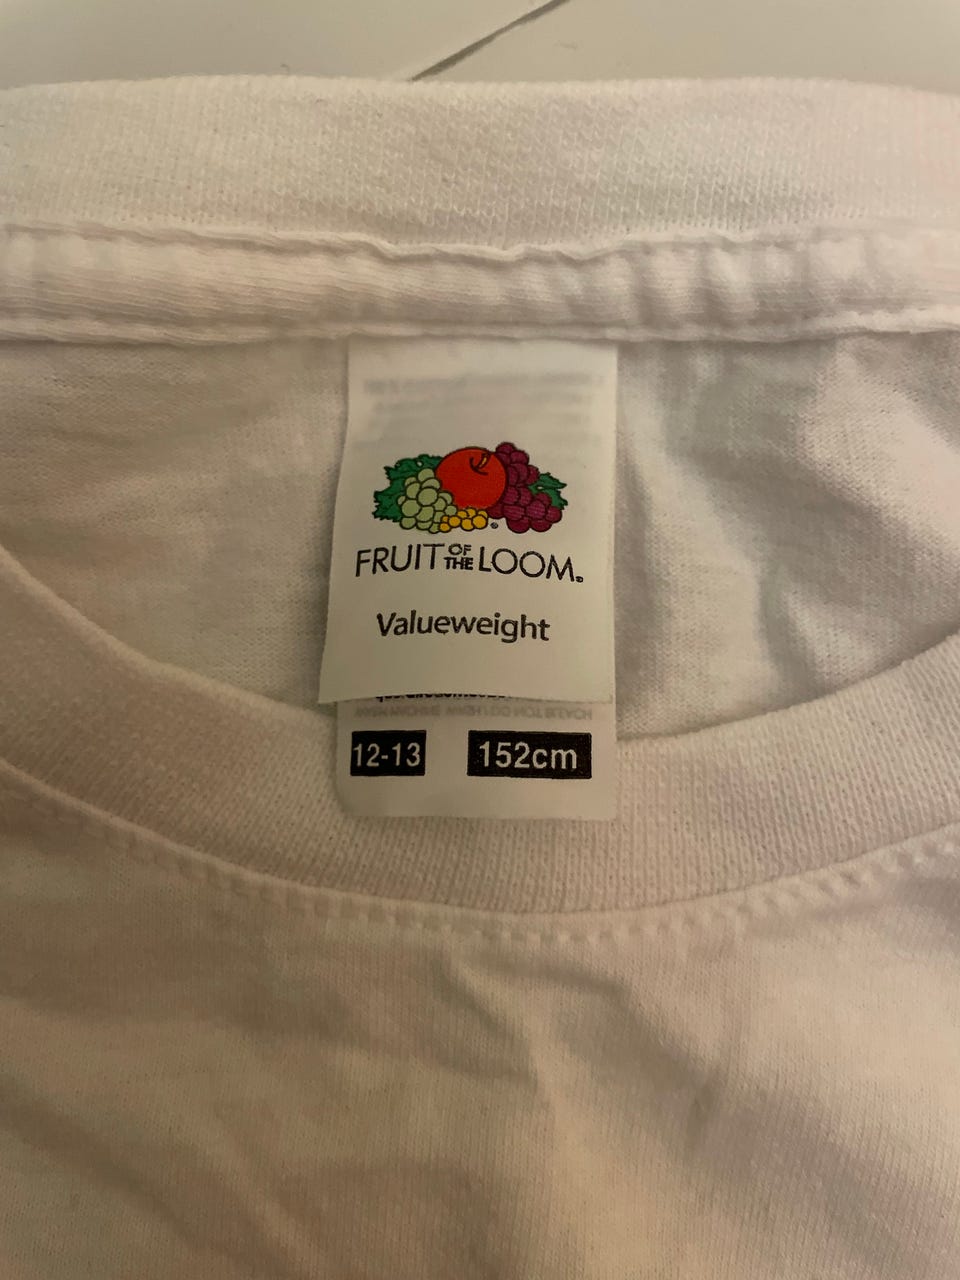 FRUIT OF THE LOOM®
Valueweight
12-13 152cm